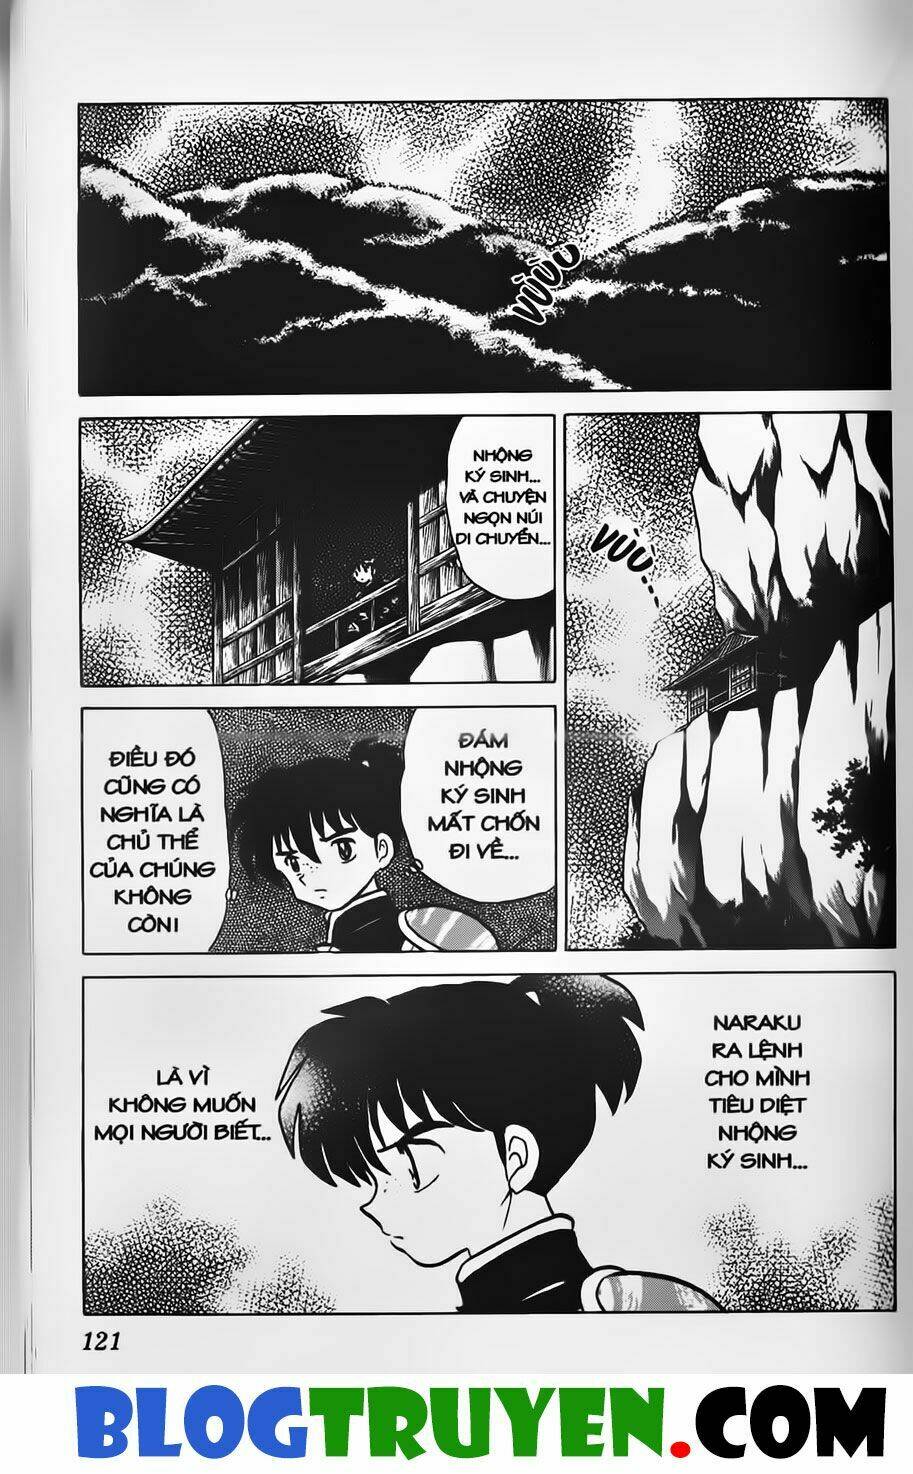 VÙÙÙ
VÙÙ...
NHỘNG
KÝ SINH...
VÀ CHUYỆN
NGỌN NÚI
DI CHUYỂN...
ĐÁM
NHỘNG
KÝ SINH
MẤT CHỐN
ĐI VỀ...
ĐIỀU ĐÓ
CŨNG CÓ
NGHĨA LÀ
CHỦ THỂ
CỦA CHÚNG
KHÔNG
CÒN!
NARAKU
RA LỆNH
CHO MÌNH
TIÊU DIỆT
NHỘNG
KÝ SINH...
LÀ VÌ
KHÔNG MUỐN
MỌI NGƯỜI BIẾT...
121
BLOGTRUYEN.COM